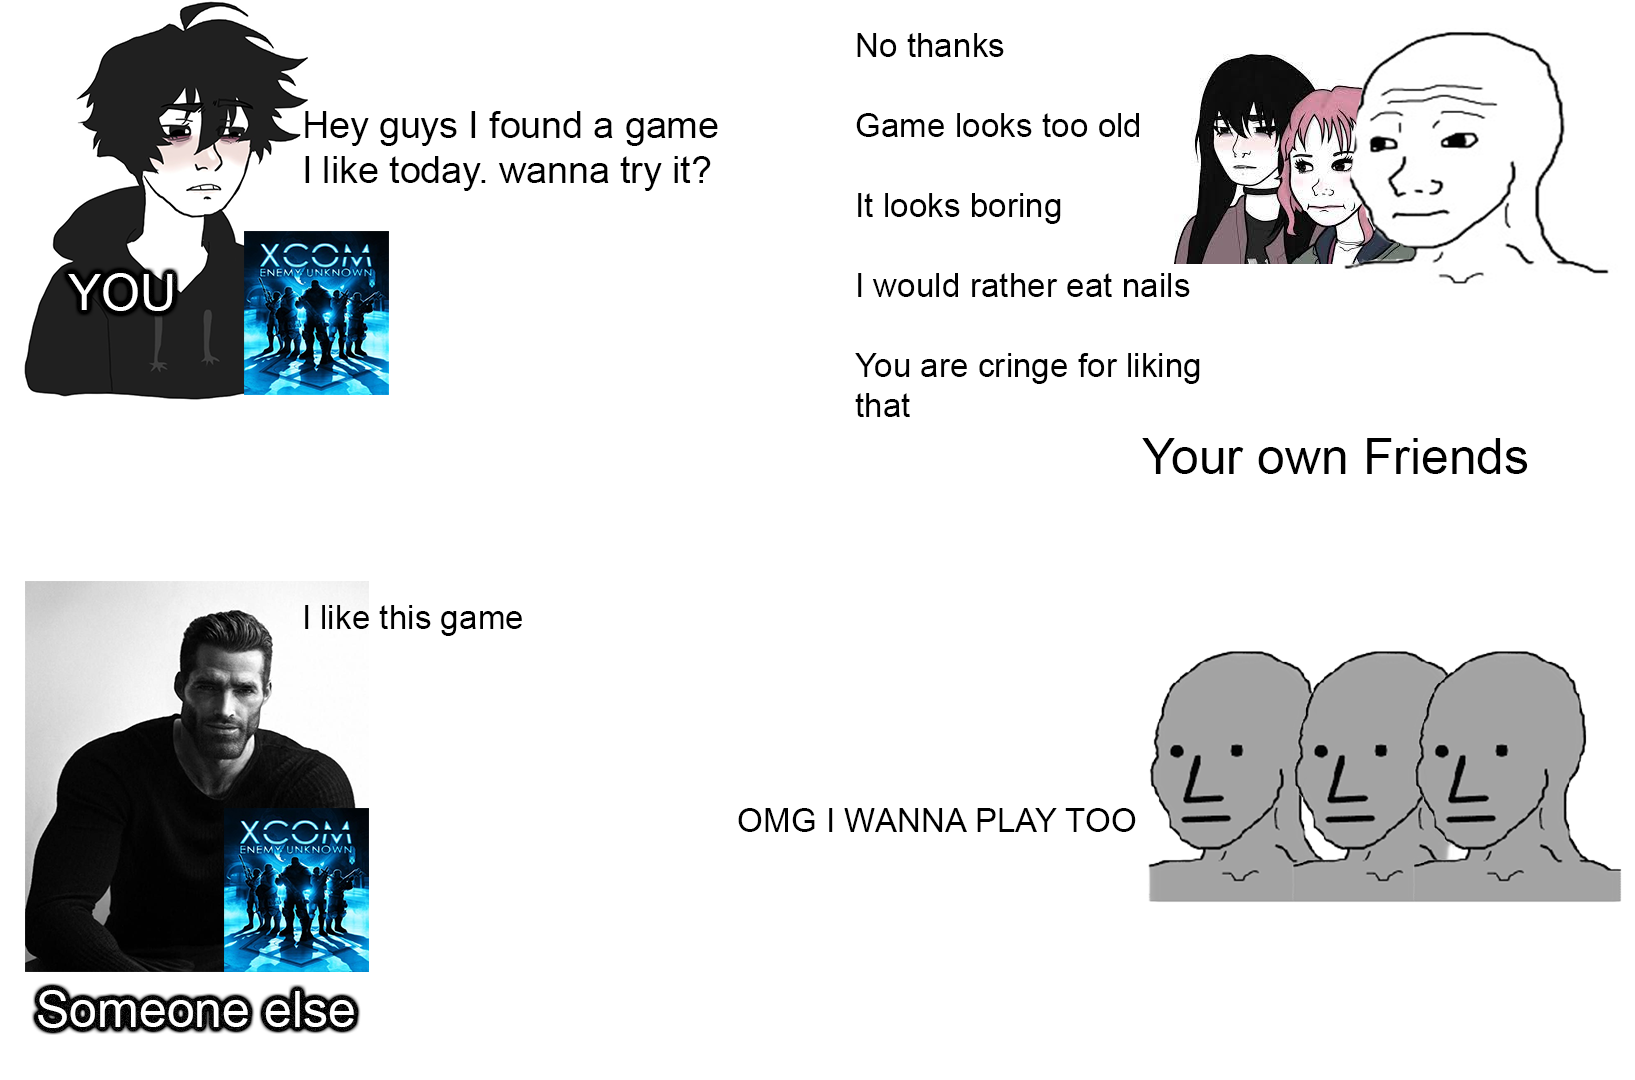 Hey guys I found a game
I like today. wanna try it?
YOU
XCOM
ENEMY UNKNOWN
No thanks
Game looks too old
It looks boring
I would rather eat nails
You are cringe for liking
that
Your own Friends
I like this game
XCOM
ENEMY UNKNOWN
Someone else
OMG I WANNA PLAY TOO